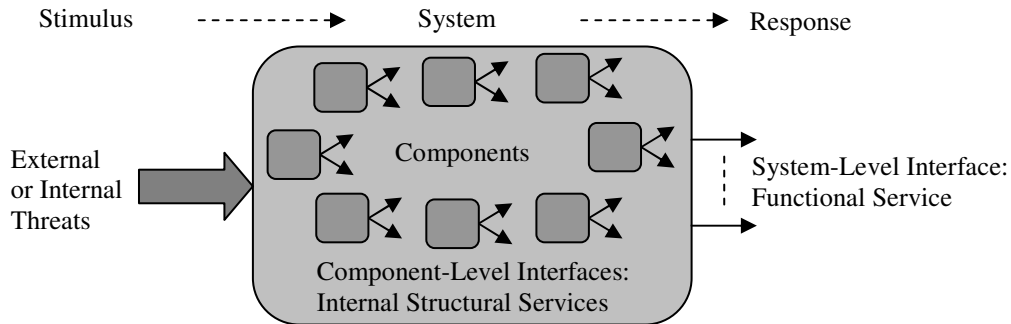 Stimulus System Response
External
or Internal
Threats
Components
Component-Level Interfaces:
Internal Structural Services
System-Level Interface:
Functional Service